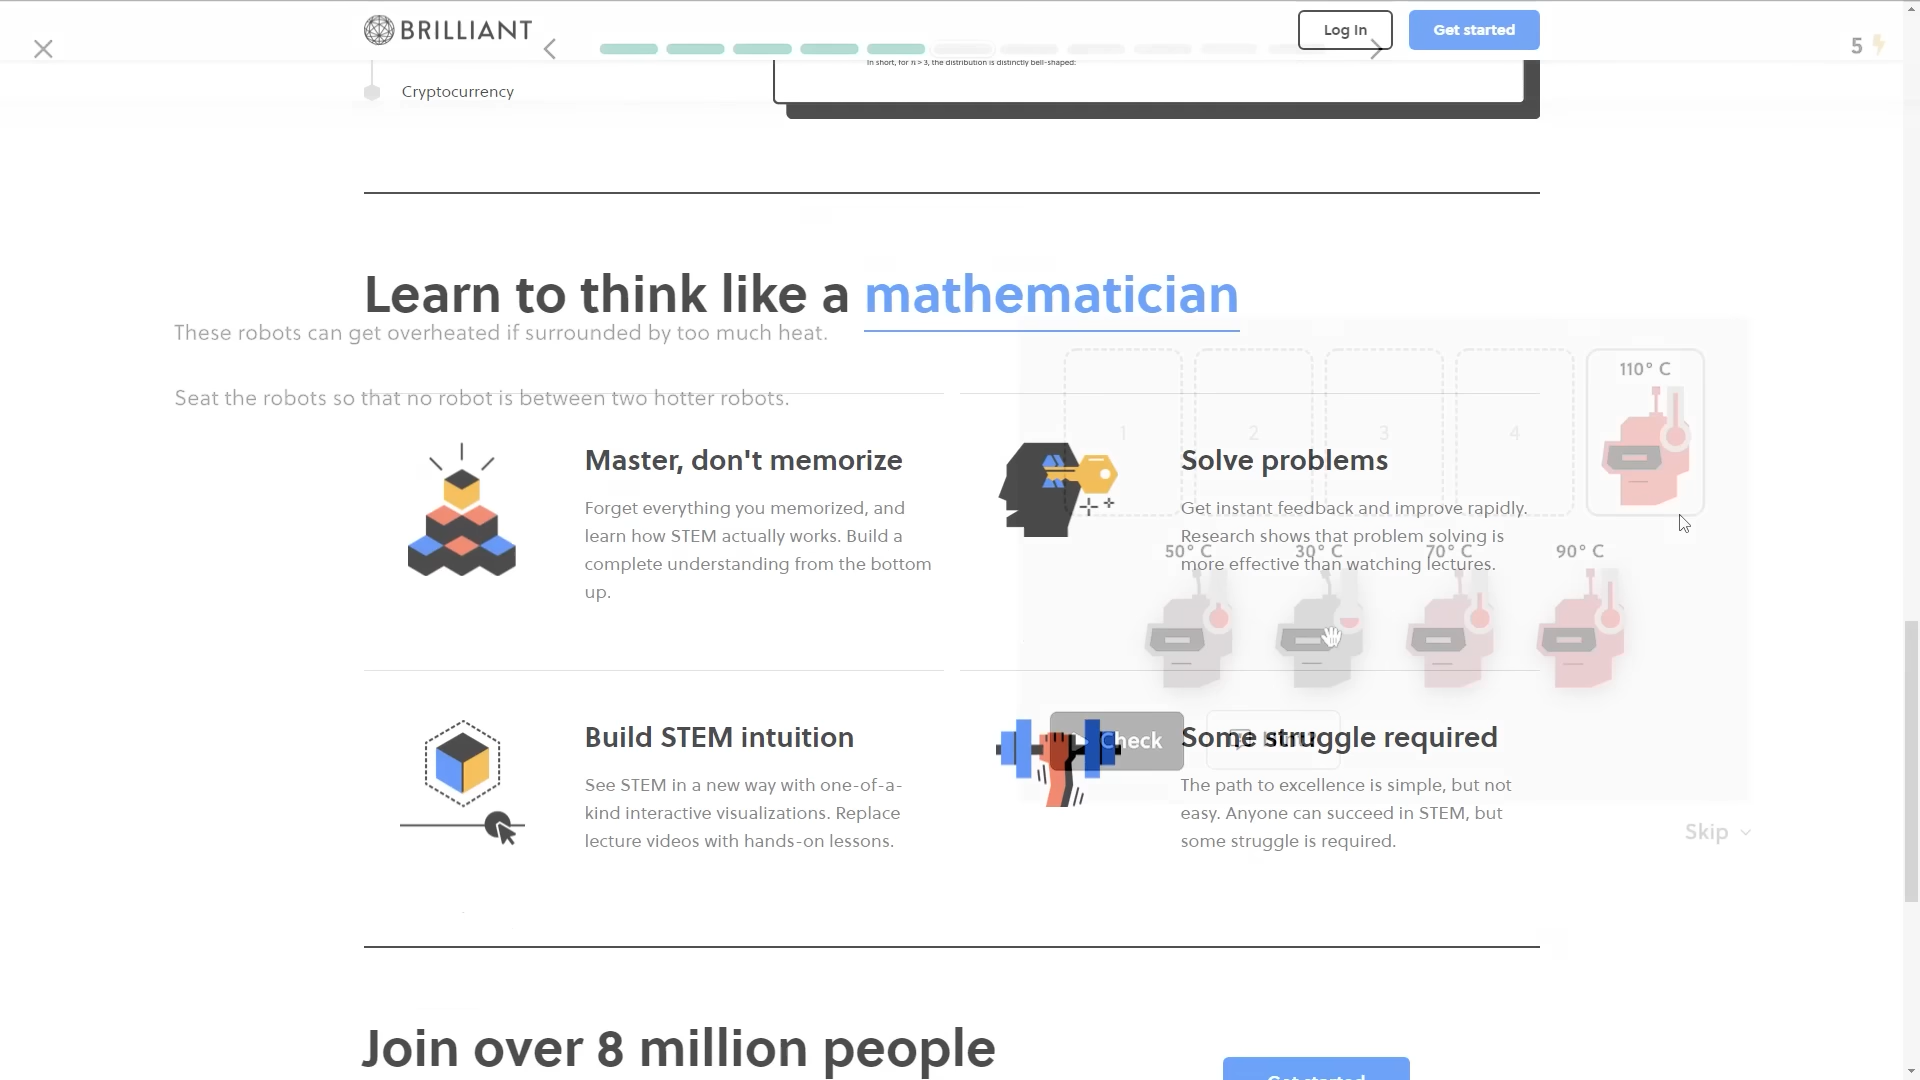 BRILLIANT
Log In
Get started
5
In short, for n > 3, the distribution is distinctly bell-shaped:
Cryptocurrency
Learn to think like a mathematician
These robots can get overheated if surrounded by too much heat.
Seat the robots so that no robot is between two hotter robots.
1
2
3
4
110° C
50° C
30° C
70° C
90° C
Master, don't memorize
Forget everything you memorized, and
learn how STEM actually works. Build a
complete understanding from the bottom
up.
Solve problems
Get instant feedback and improve rapidly.
Research shows that problem solving is
more effective than watching lectures.
Build STEM intuition
See STEM in a new way with one-of-a-
kind interactive visualizations. Replace
lecture videos with hands-on lessons.
Check
Some struggle required
The path to excellence is simple, but not
easy. Anyone can succeed in STEM, but
some struggle is required.
Skip
Join over 8 million people
Get started